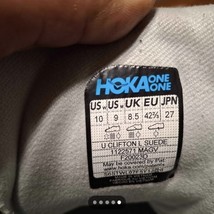 HOKA ONE ONE
US US UK EU JPN
10 9 8.5 42⅔ 27
U CLIFTON L SUEDE
1122571 MAGV
F20023O
May be covered by Pat.